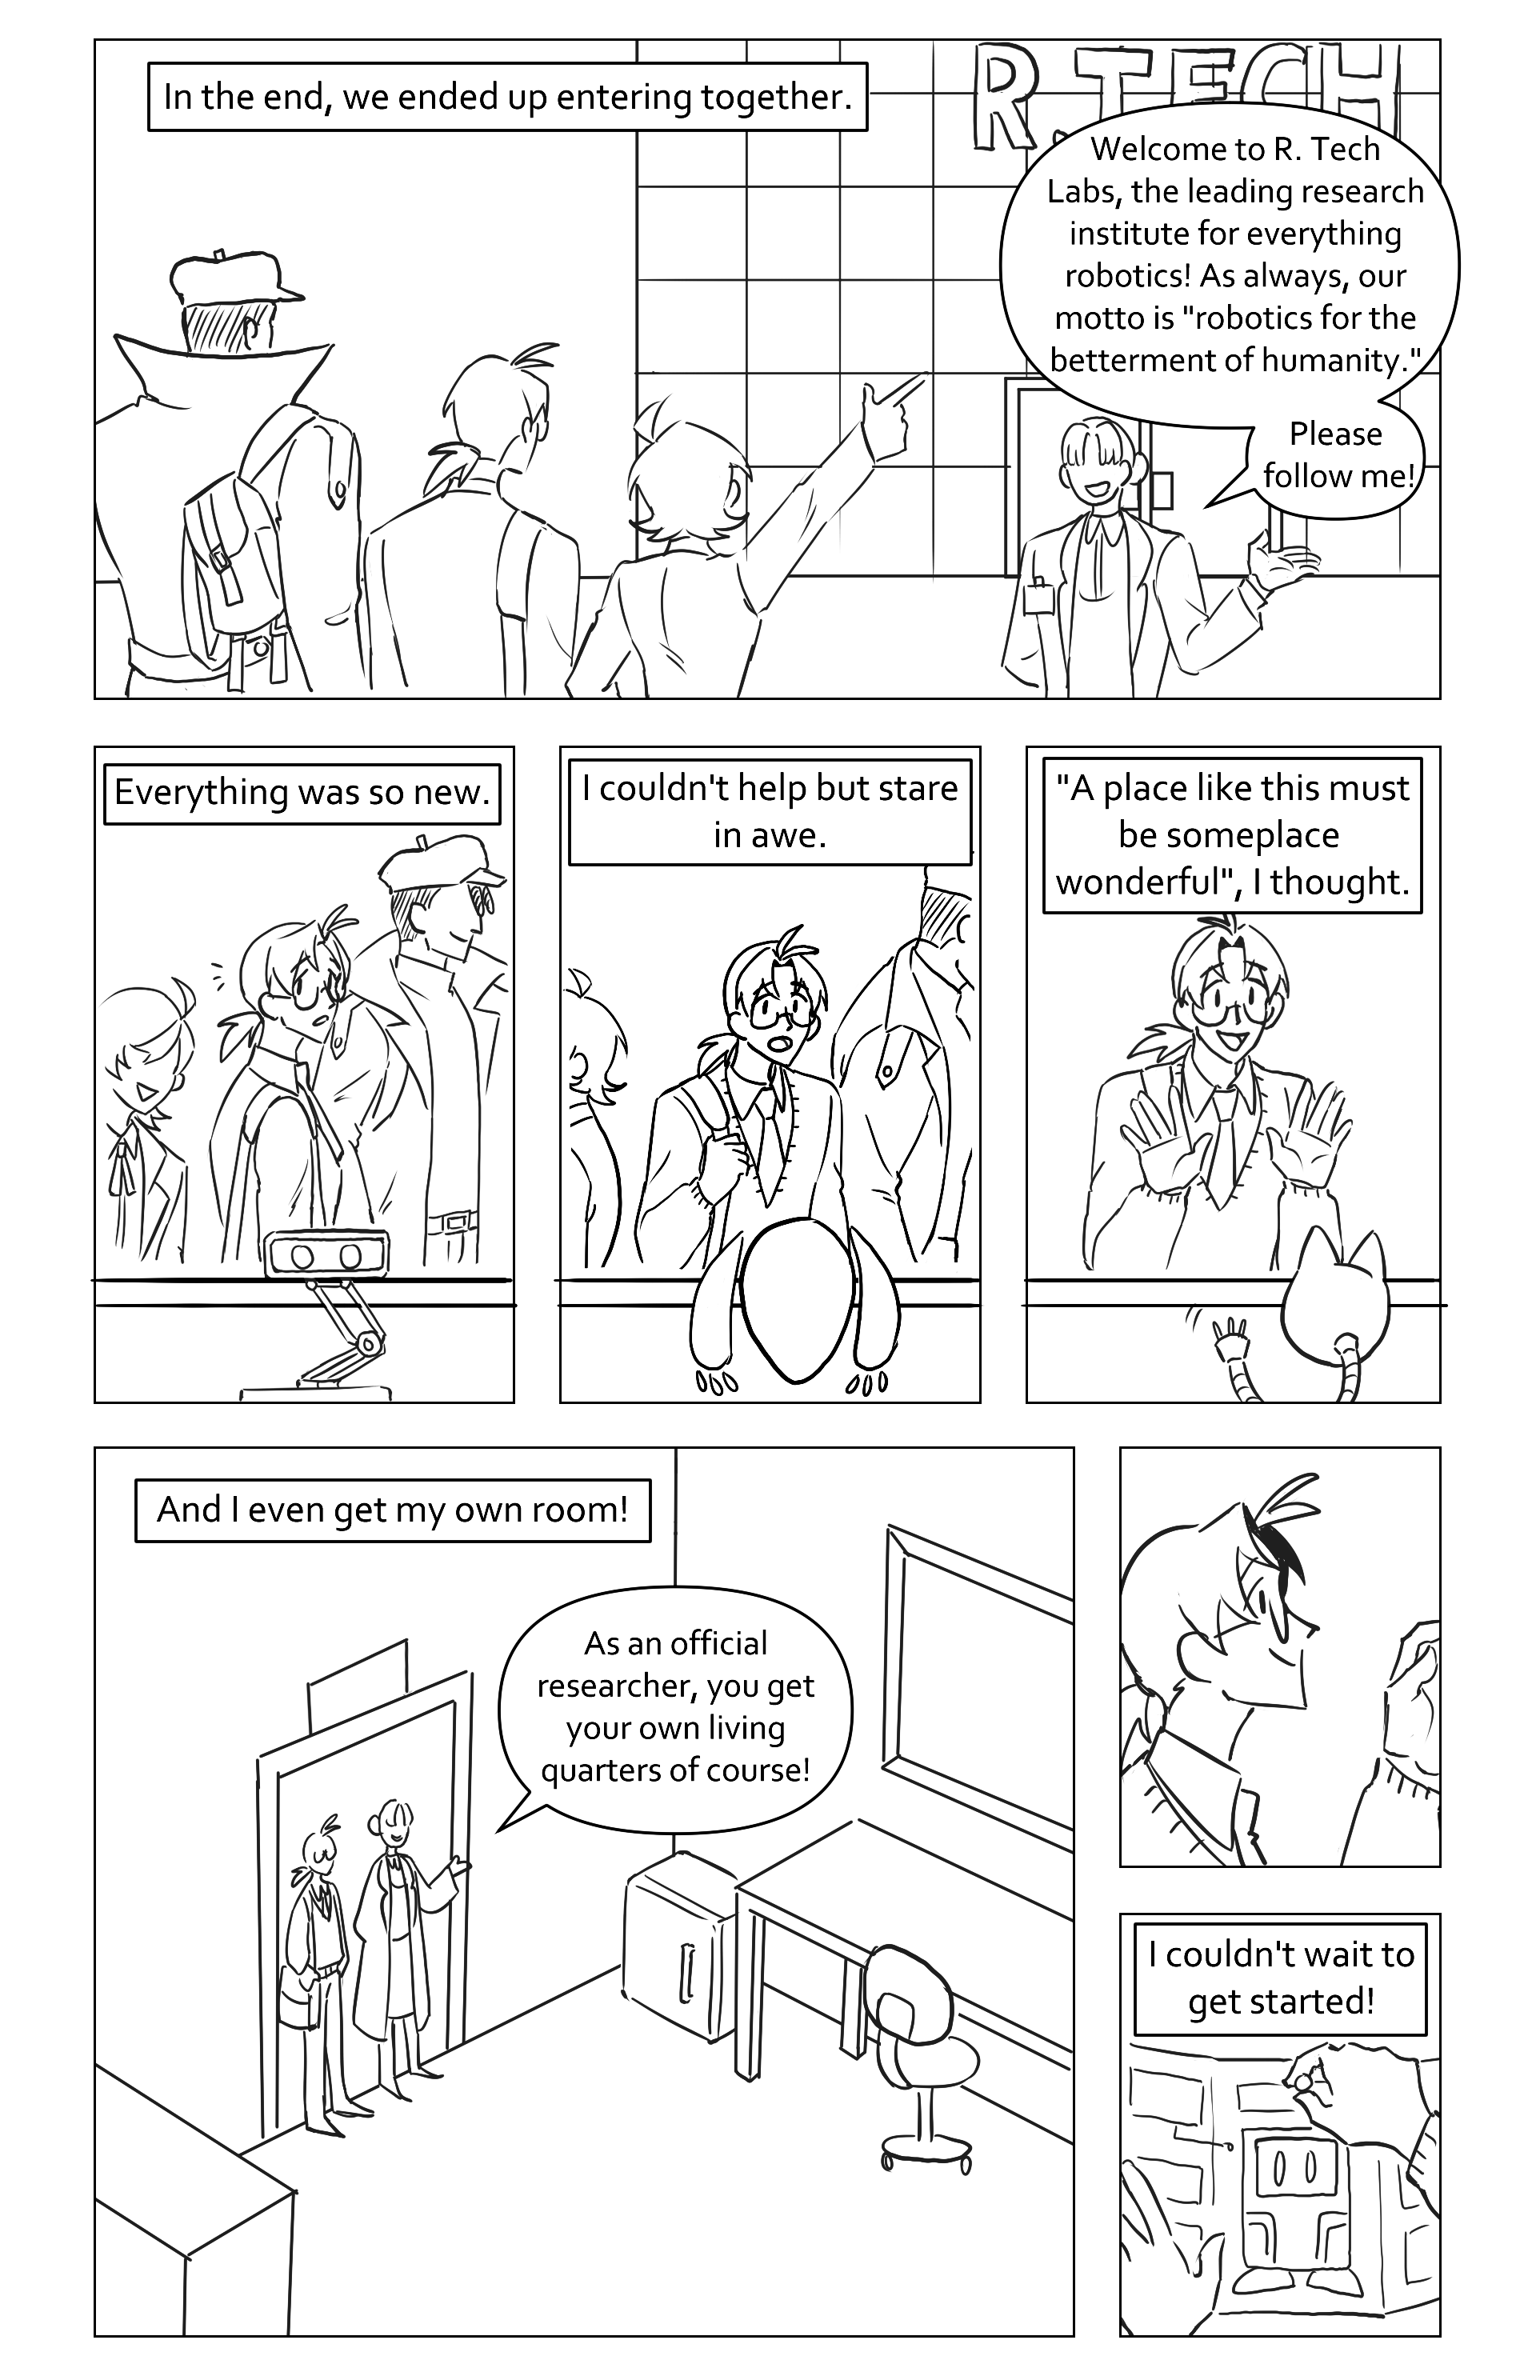 In the end, we ended up entering together.
R.TECH
Welcome to R. Tech
Labs, the leading research
institute for everything
robotics! As always, our
motto is "robotics for the
betterment of humanity."
Please
follow me!
Everything was so new.
I couldn't help but stare
in awe.
"A place like this must
be someplace
wonderful", I thought.
And I even get my own room!
As an official
researcher, you get
your own living
quarters of course!
I couldn't wait to
get started!